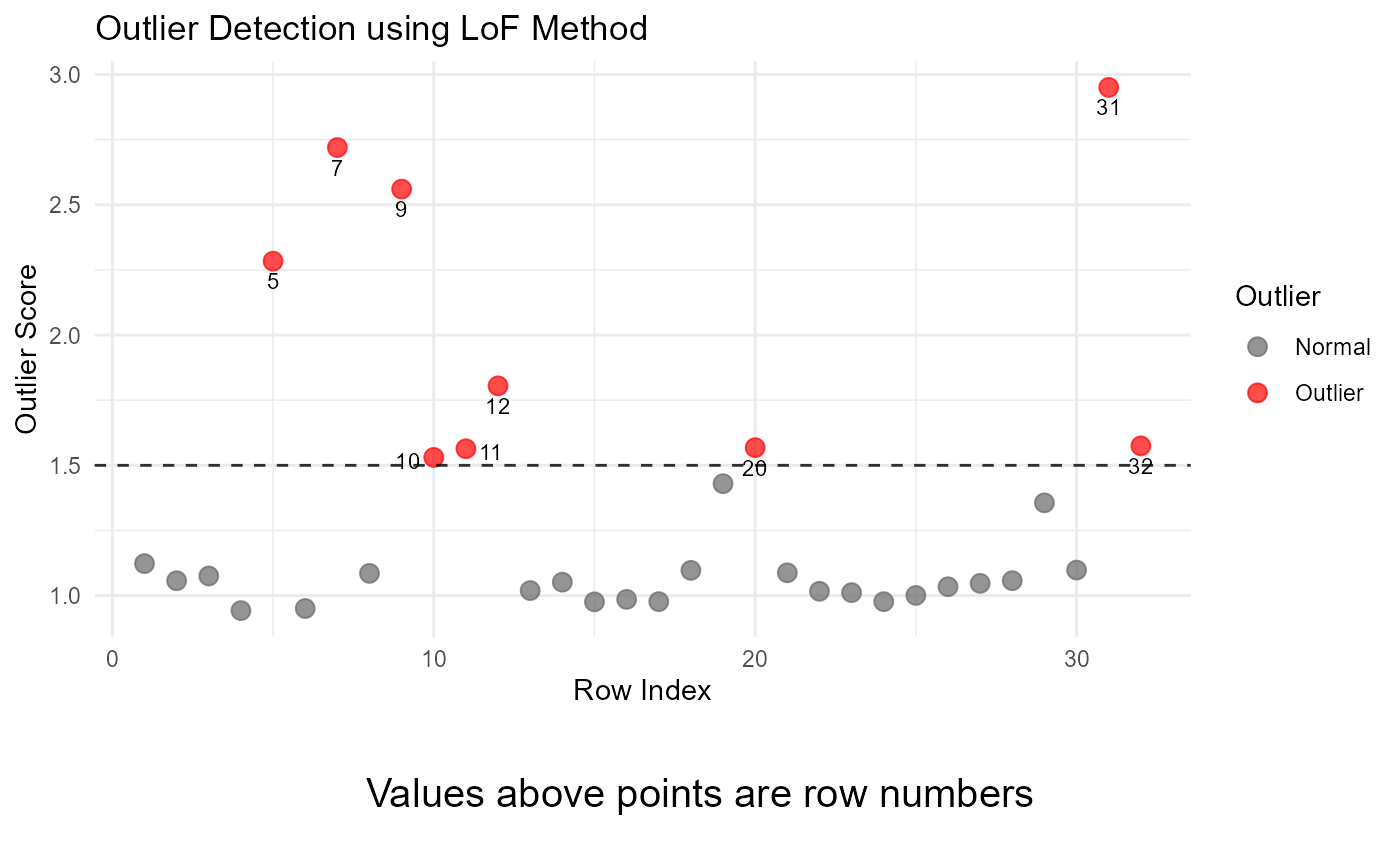 Outlier Detection using LoF Method
3.0
31
7
2.5
9
5
Outlier Score
2.0
12
10
11
1.5
20
32
1.0
0
10
20
30
Row Index
Outlier
Normal
Outlier
Values above points are row numbers